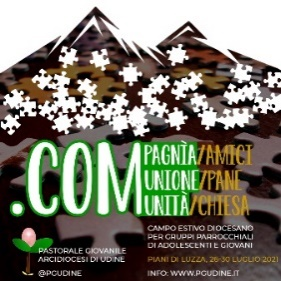 .COM
PAGNÌA/AMICI
UNIONE/PANE
UNITÀ/CHIESA
CAMPO ESTIVO DIOCESANO
PER GRUPPI PARROCCHIALI
DI ADOLESCENTI E GIOVANI
PASTORALE GIOVANILE
ARCIDIOCESI DI UDINE
PIANI DI LUZZA, 26-30 LUGLIO 2021
@PGUDINE
INFO: WWW.PGUDINE.IT